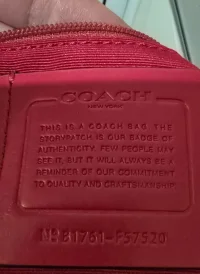 COACH
NEW YORK
THIS IS A COACH BAG. THE
STORYPATCH IS OUR BADGE OF
AUTHENTICITY. FEW PEOPLE MAY
SEE IT, BUT IT WILL ALWAYS BE A
REMINDER OF OUR COMMITMENT
TO QUALITY AND CRAFTSMANSHIP.